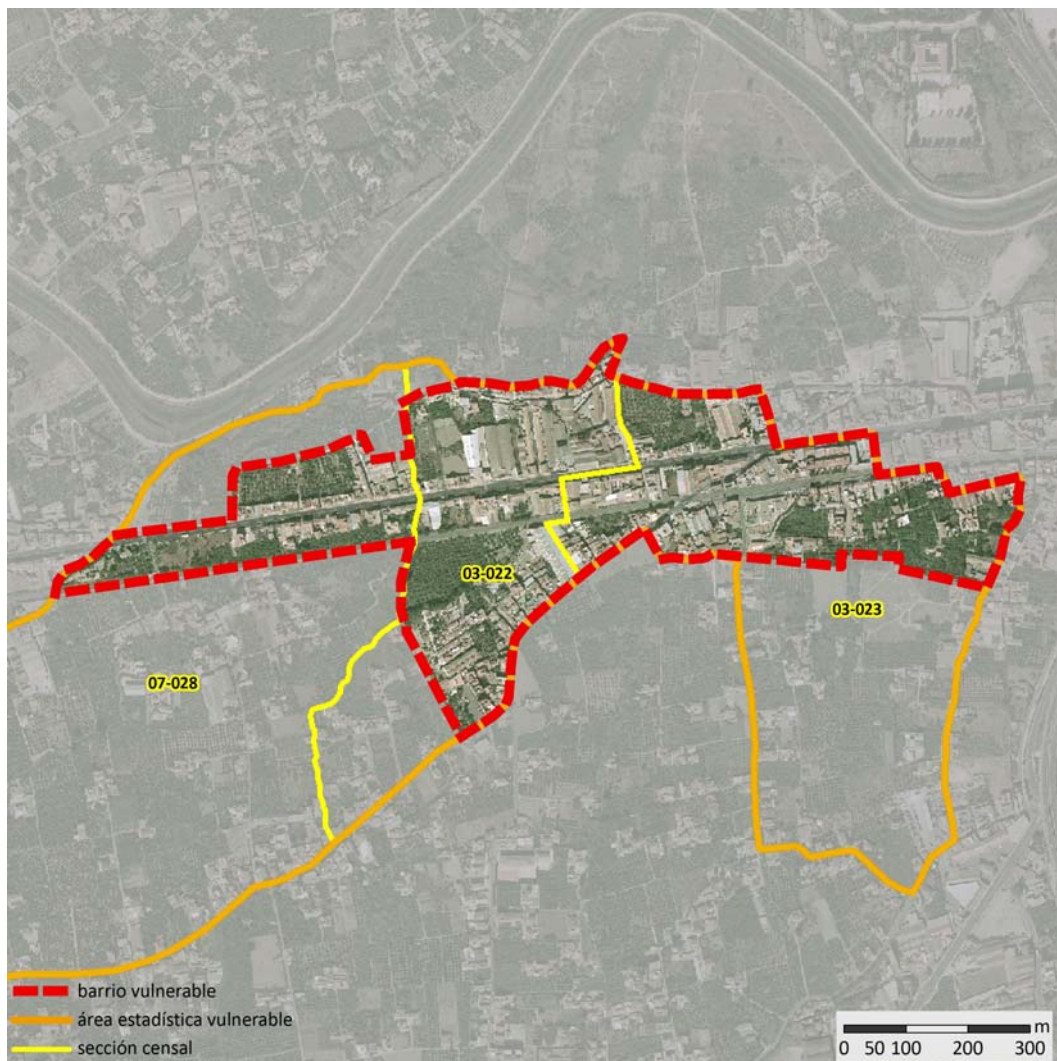 03-022
03-023
07-028
barrio vulnerable
área estadística vulnerable
sección censal
m
0 50 100 200 300